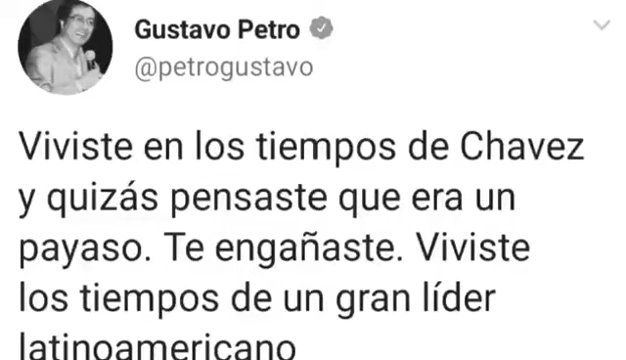 Gustavo Petro
@petrogustavo
Viviste en los tiempos de Chavez
y quizás pensaste que era un
payaso. Te engañaste. Viviste
los tiempos de un gran líder
latinoamericano